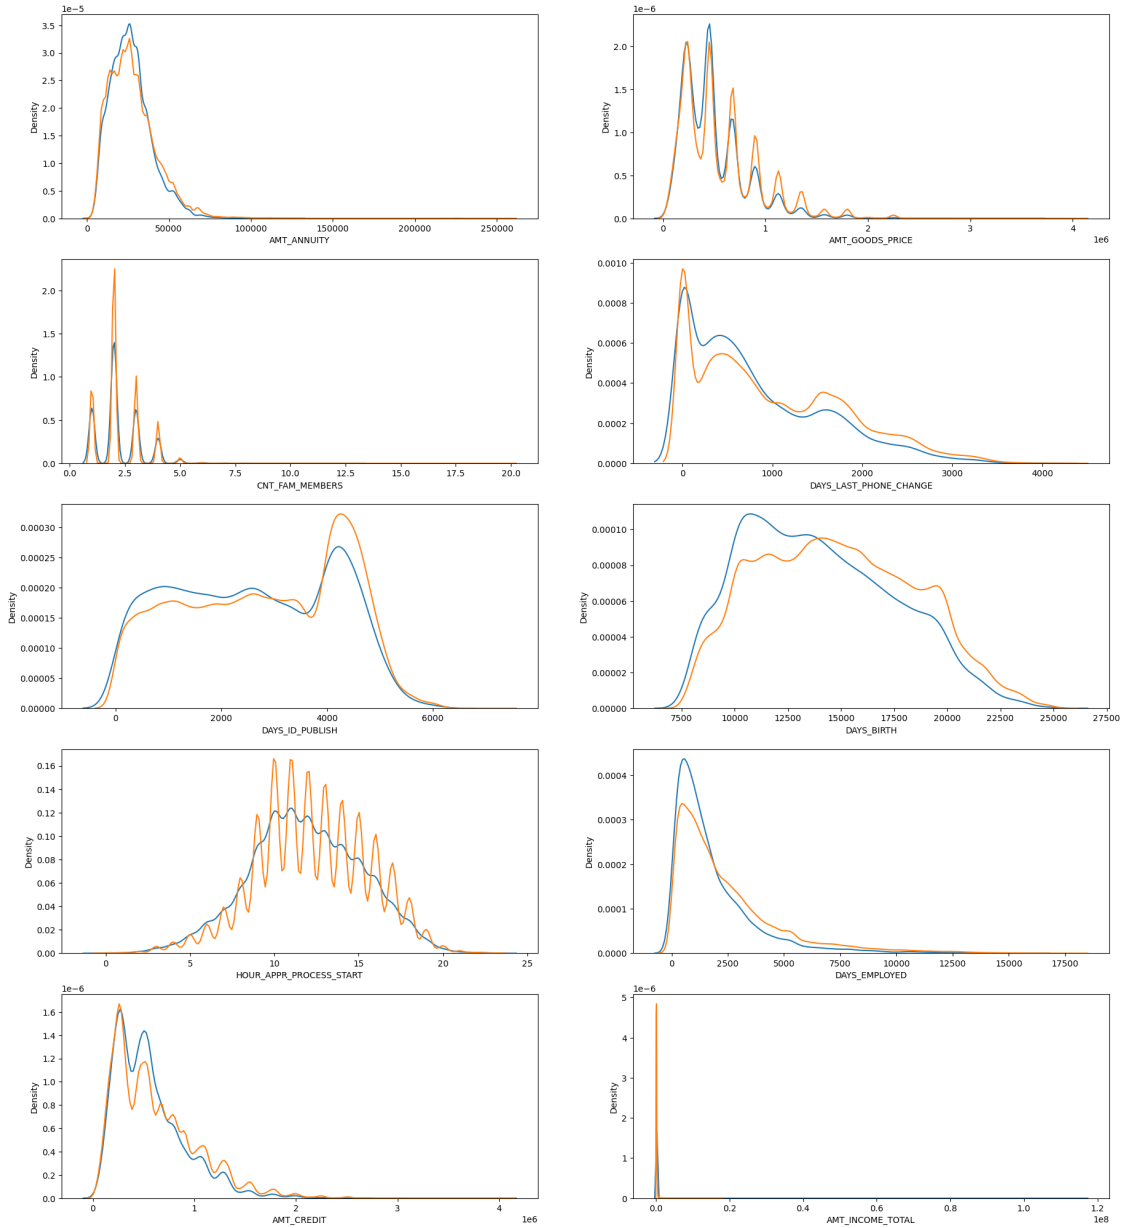 1e−5
3.5
3.0
2.5
2.0
1.5
1.0
0.5
0.0
Density
0 50000 100000 150000 200000 250000
AMT_ANNUITY
1e−6
2.0
1.5
1.0
0.5
0.0
Density
0 1 2 3 4
1e6
AMT_GOODS_PRICE
2.0
1.5
1.0
0.5
0.0
Density
0.0 2.5 5.0 7.5 10.0 12.5 15.0 17.5 20.0
CNT_FAM_MEMBERS
0.0010
0.0008
0.0006
0.0004
0.0002
0.0000
Density
0 1000 2000 3000 4000
DAYS_LAST_PHONE_CHANGE
0.00030
0.00025
0.00020
0.00015
0.00010
0.00005
0.00000
Density
0 2000 4000 6000
DAYS_ID_PUBLISH
0.00010
0.00008
0.00006
0.00004
0.00002
0.00000
Density
7500 10000 12500 15000 17500 20000 22500 25000 27500
DAYS_BIRTH
0.16
0.14
0.12
0.10
0.08
0.06
0.04
0.02
0.00
Density
0 5 10 15 20 25
HOUR_APPR_PROCESS_START
0.0004
0.0003
0.0002
0.0001
0.0000
Density
0 2500 5000 7500 10000 12500 15000 17500
DAYS_EMPLOYED
1e−6
1.6
1.4
1.2
1.0
0.8
0.6
0.4
0.2
0.0
Density
0 1 2 3 4
1e6
AMT_CREDIT
1e−6
5
4
3
2
1
0
Density
0.0 0.2 0.4 0.6 0.8 1.0 1.2
1e8
AMT_INCOME_TOTAL